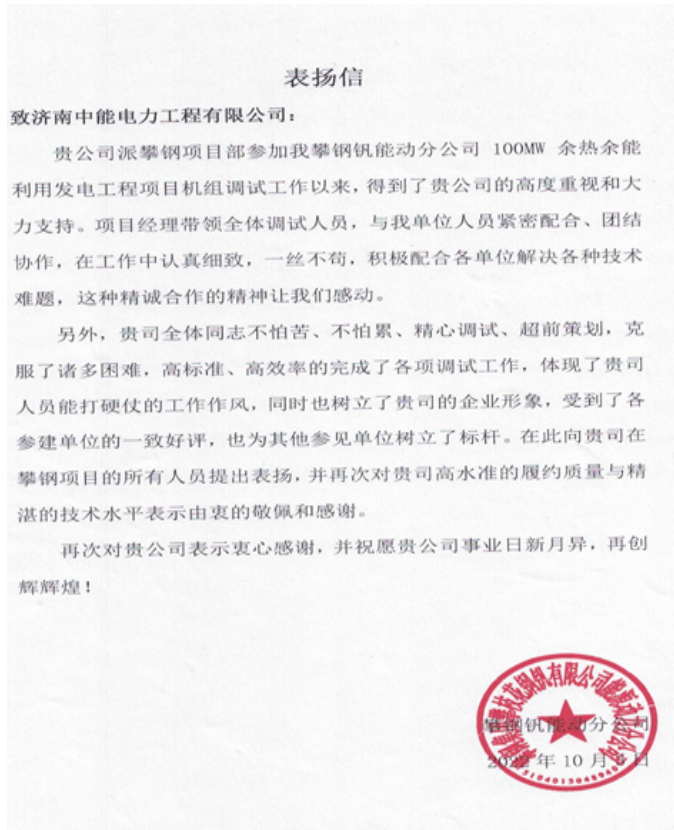 表扬信
致济南中能电力工程有限公司：
贵公司派攀钢项目部参加我攀钢钒能动分公司 100MW 余热余能
利用发电工程项目机组调试工作以来，得到了贵公司的高度重视和大
力支持。项目经理带领全体调试人员，与我单位人员紧密配合、团结
协作，在工作中认真细致，一丝不苟，积极配合各单位解决各种技术
难题，这种精诚合作的精神让我们感动。
另外，贵司全体同志不怕苦、不怕累、精心调试、超前策划，克
服了诸多困难，高标准、高效率的完成了各项调试工作，体现了贵司
人员能打硬仗的工作作风，同时也树立了贵司的企业形象，受到了各
参建单位的一致好评，也为其他参见单位树立了标杆。在此向贵司在
攀钢项目的所有人员提出表扬，并再次对贵司高水准的履约质量与精
湛的技术水平表示由衷的敬佩和感谢。
再次对贵公司表示衷心感谢，并祝愿贵公司事业日新月异，再创
辉辉煌！
攀钢钒能动分公司
2022 年 10 月 日